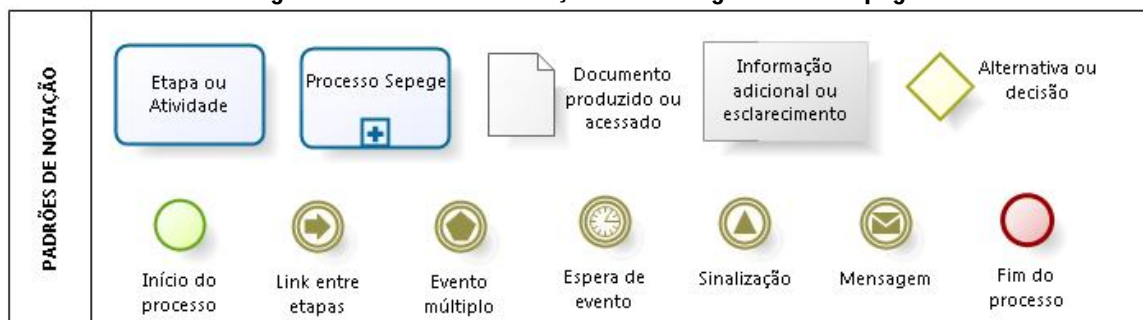 PADRÕES DE NOTAÇÃO
Etapa ou
Atividade
Processo Sepege
Documento
produzido ou
acessado
Informação
adicional ou
esclarecimento
Alternativa ou
decisão
Início do
processo
Link entre
etapas
Evento
múltiplo
Espera de
evento
Sinalização
Mensagem
Fim do
processo